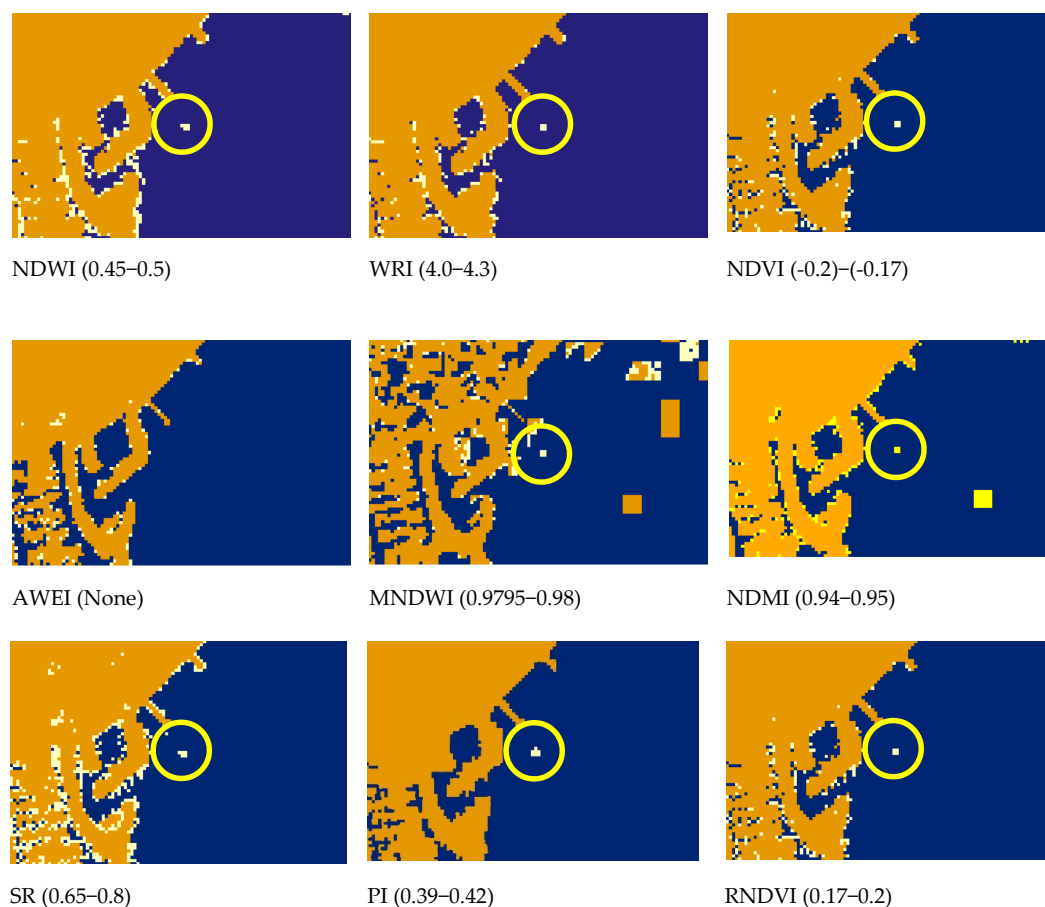 NDWI (0.45–0.5)
WRI (4.0–4.3)
NDVI (-0.2)–(-0.17)
AWEI (None)
MNDWI (0.9795–0.98)
NDMI (0.94–0.95)
SR (0.65–0.8)
PI (0.39–0.42)
RNDVI (0.17–0.2)